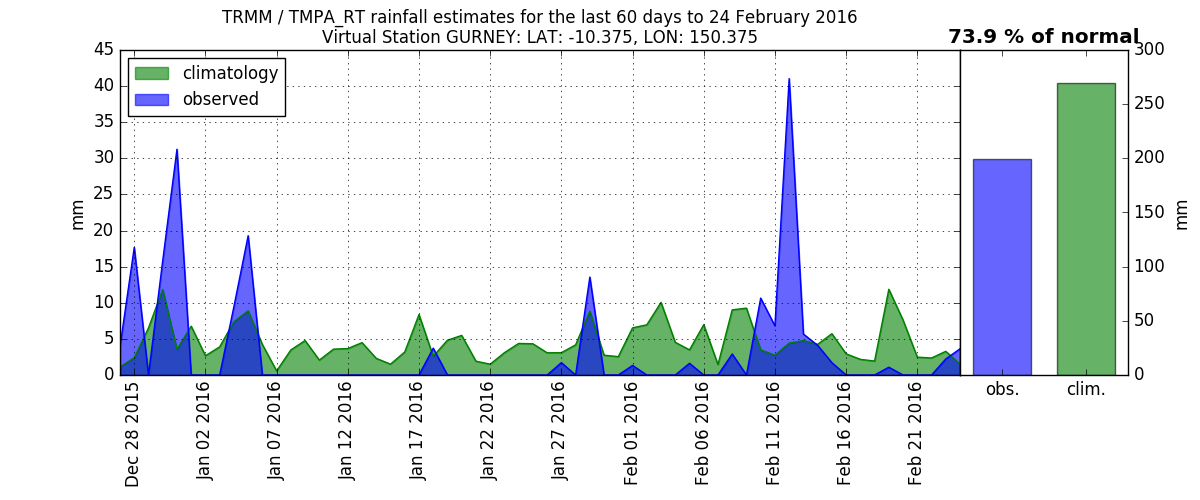 TRMM / TMPA_RT rainfall estimates for the last 60 days to 24 February 2016
Virtual Station GURNEY: LAT: -10.375, LON: 150.375
73.9 % of normal
climatology
observed
mm
45
40
35
30
25
20
15
10
5
0
Dec 28 2015
Jan 02 2016
Jan 07 2016
Jan 12 2016
Jan 17 2016
Jan 22 2016
Jan 27 2016
Feb 01 2016
Feb 06 2016
Feb 11 2016
Feb 16 2016
Feb 21 2016
obs.
clim.
300
250
200
150
100
50
0
mm